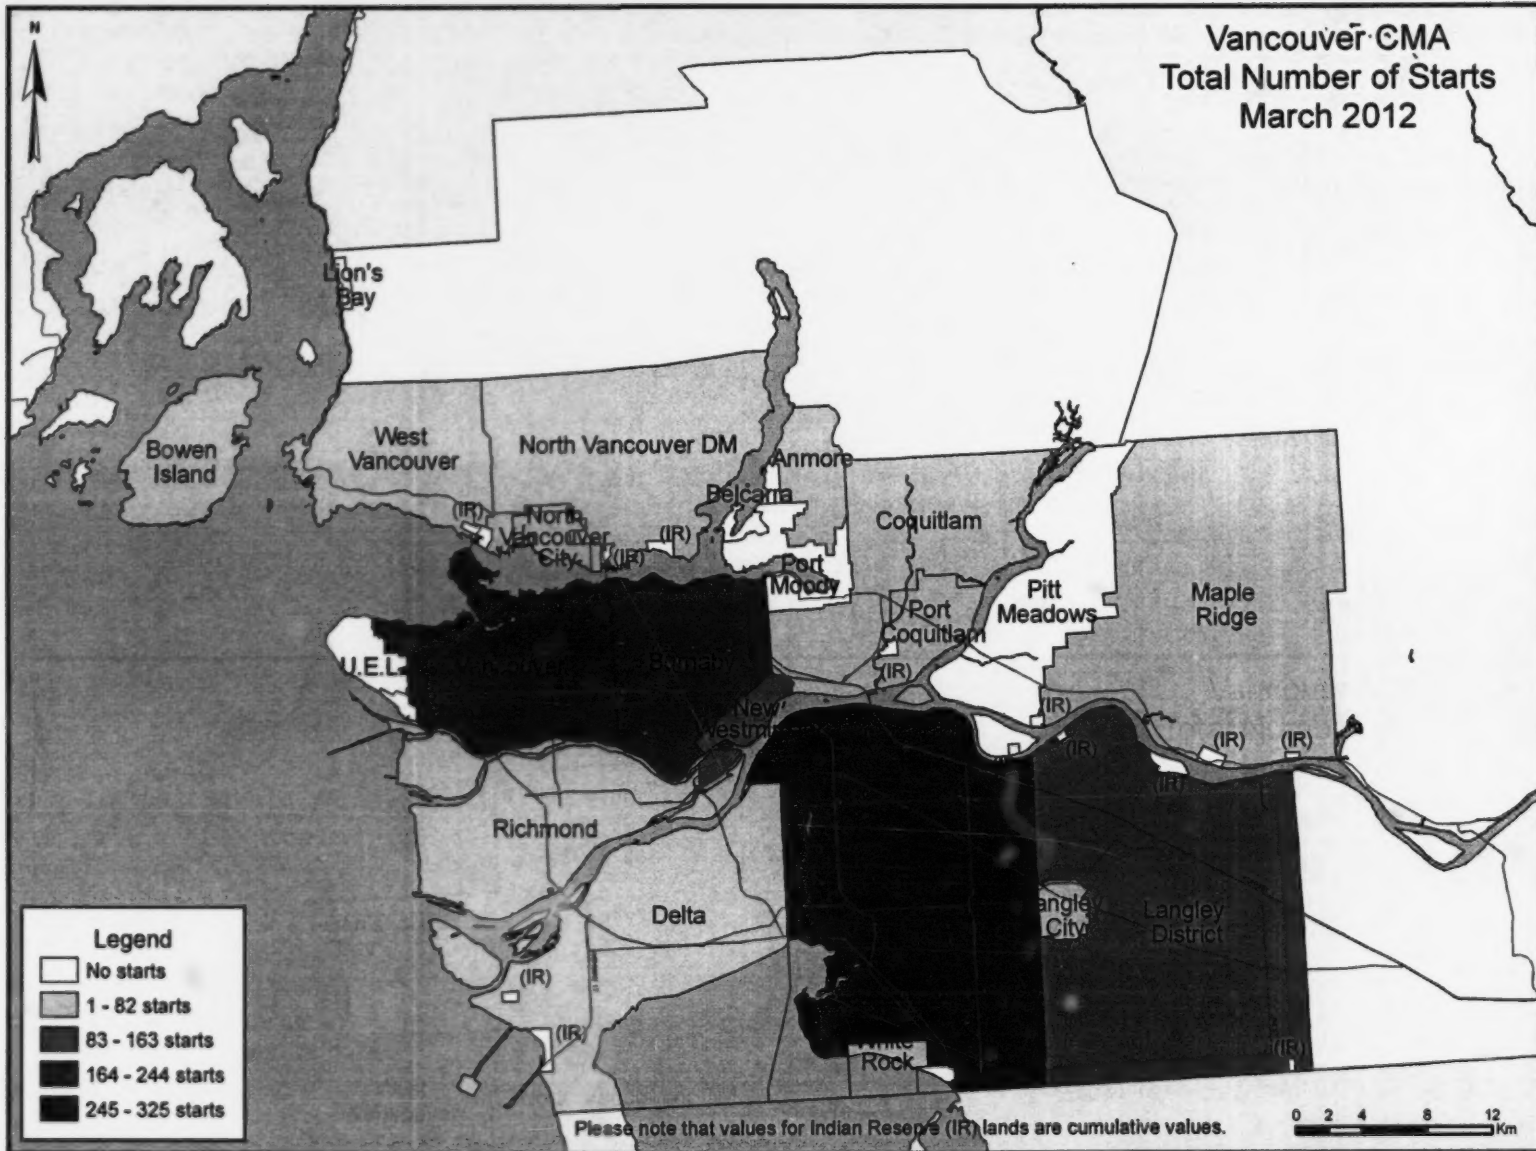 N
Vancouver CMA
Total Number of Starts
March 2012
Lion's
Bay
Bowen
Island
West
Vancouver
North Vancouver DM
Anmore
Belcarra
Coquitlam
(IR)
North
Vancouver
City
(IR)
(IR)
Port
Moody
Pitt
Meadows
Maple
Ridge
Port
Coquitlam
U.E.L.
Vancouver
Burnaby
(IR)
New
(IR)
(IR)
(IR)
(IR)
(IR)
Richmond
Delta
City
Langley
District
(IR)
(IR)
White
Rock
(IR)
Legend
No starts
1 - 82 starts
83 - 163 starts
164 - 244 starts
245 - 325 starts
Please note that values for Indian Reserve (IR) lands are cumulative values.
0 2 4 8 12
Km